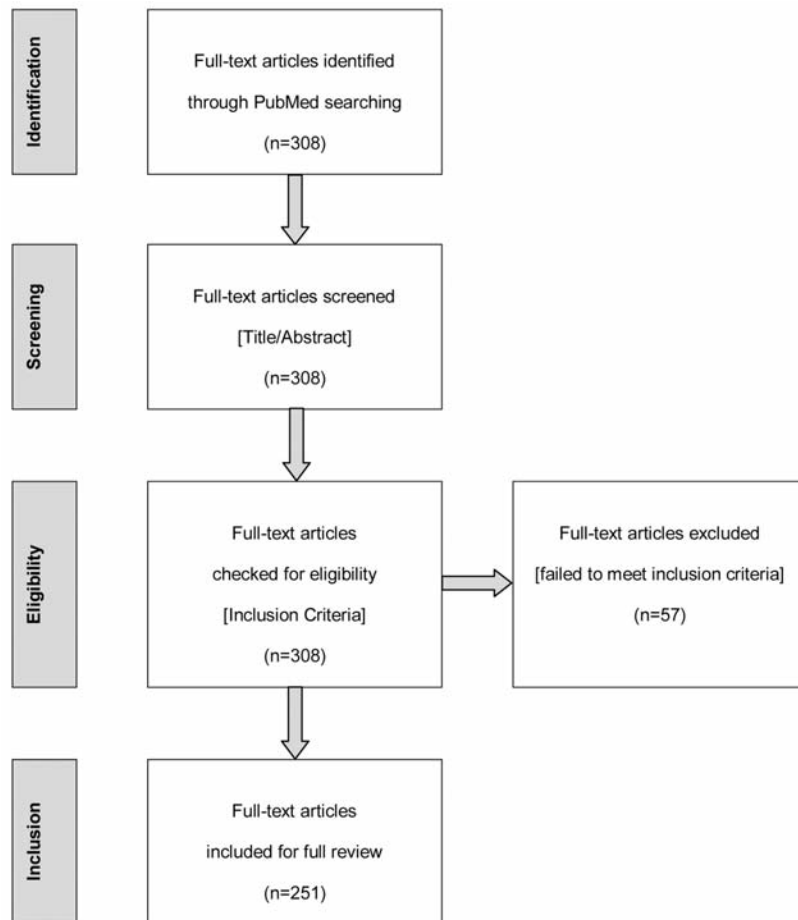 Identification
Full-text articles identified
through PubMed searching
(n=308)
Screening
Full-text articles screened
[Title/Abstract]
(n=308)
Eligibility
Full-text articles
checked for eligibility
[Inclusion Criteria]
(n=308)
Full-text articles excluded
[failed to meet inclusion criteria]
(n=57)
Inclusion
Full-text articles
included for full review
(n=251)